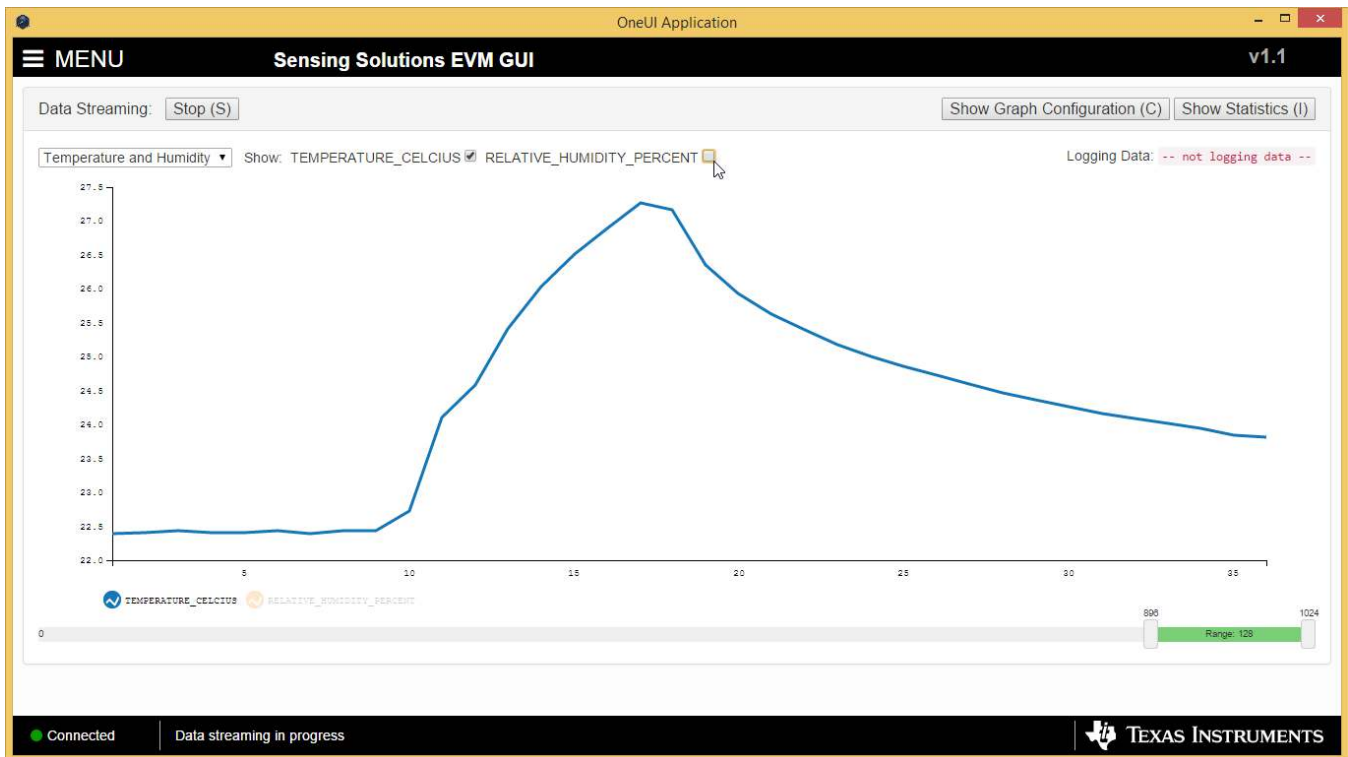 OneUI Application
MENU
Sensing Solutions EVM GUI
v1.1
Data Streaming: Stop (S)
Show Graph Configuration (C) Show Statistics (I)
Temperature and Humidity Show: TEMPERATURE_CELCIUS RELATIVE_HUMIDITY_PERCENT
Logging Data: -- not logging data --
27.5
27.0
26.5
26.0
25.5
25.0
24.5
24.0
23.5
23.0
22.5
22.0
5 10 15 20 25 30 35
TEMPERATURE_CELCIUS RELATIVE_HUMIDITY_PERCENT
896 1024
0 Range: 128
Connected Data streaming in progress
TEXAS INSTRUMENTS